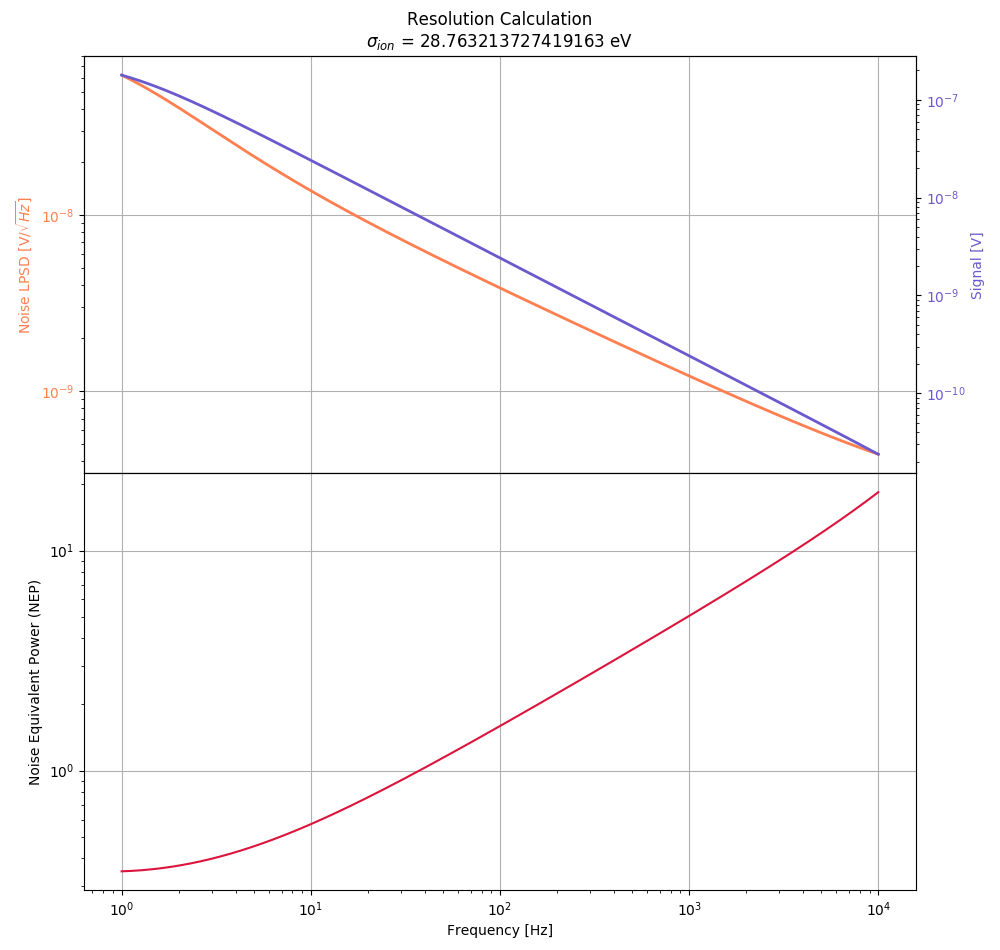 Resolution Calculation
σ_ion = 28.763213727419163 eV
Noise LPSD [V/√Hz]
10⁻⁸
10⁻⁹
Signal [V]
10⁻⁷
10⁻⁸
10⁻⁹
10⁻¹⁰
Noise Equivalent Power (NEP)
10¹
10⁰
10⁰ 10¹ 10² 10³ 10⁴
Frequency [Hz]